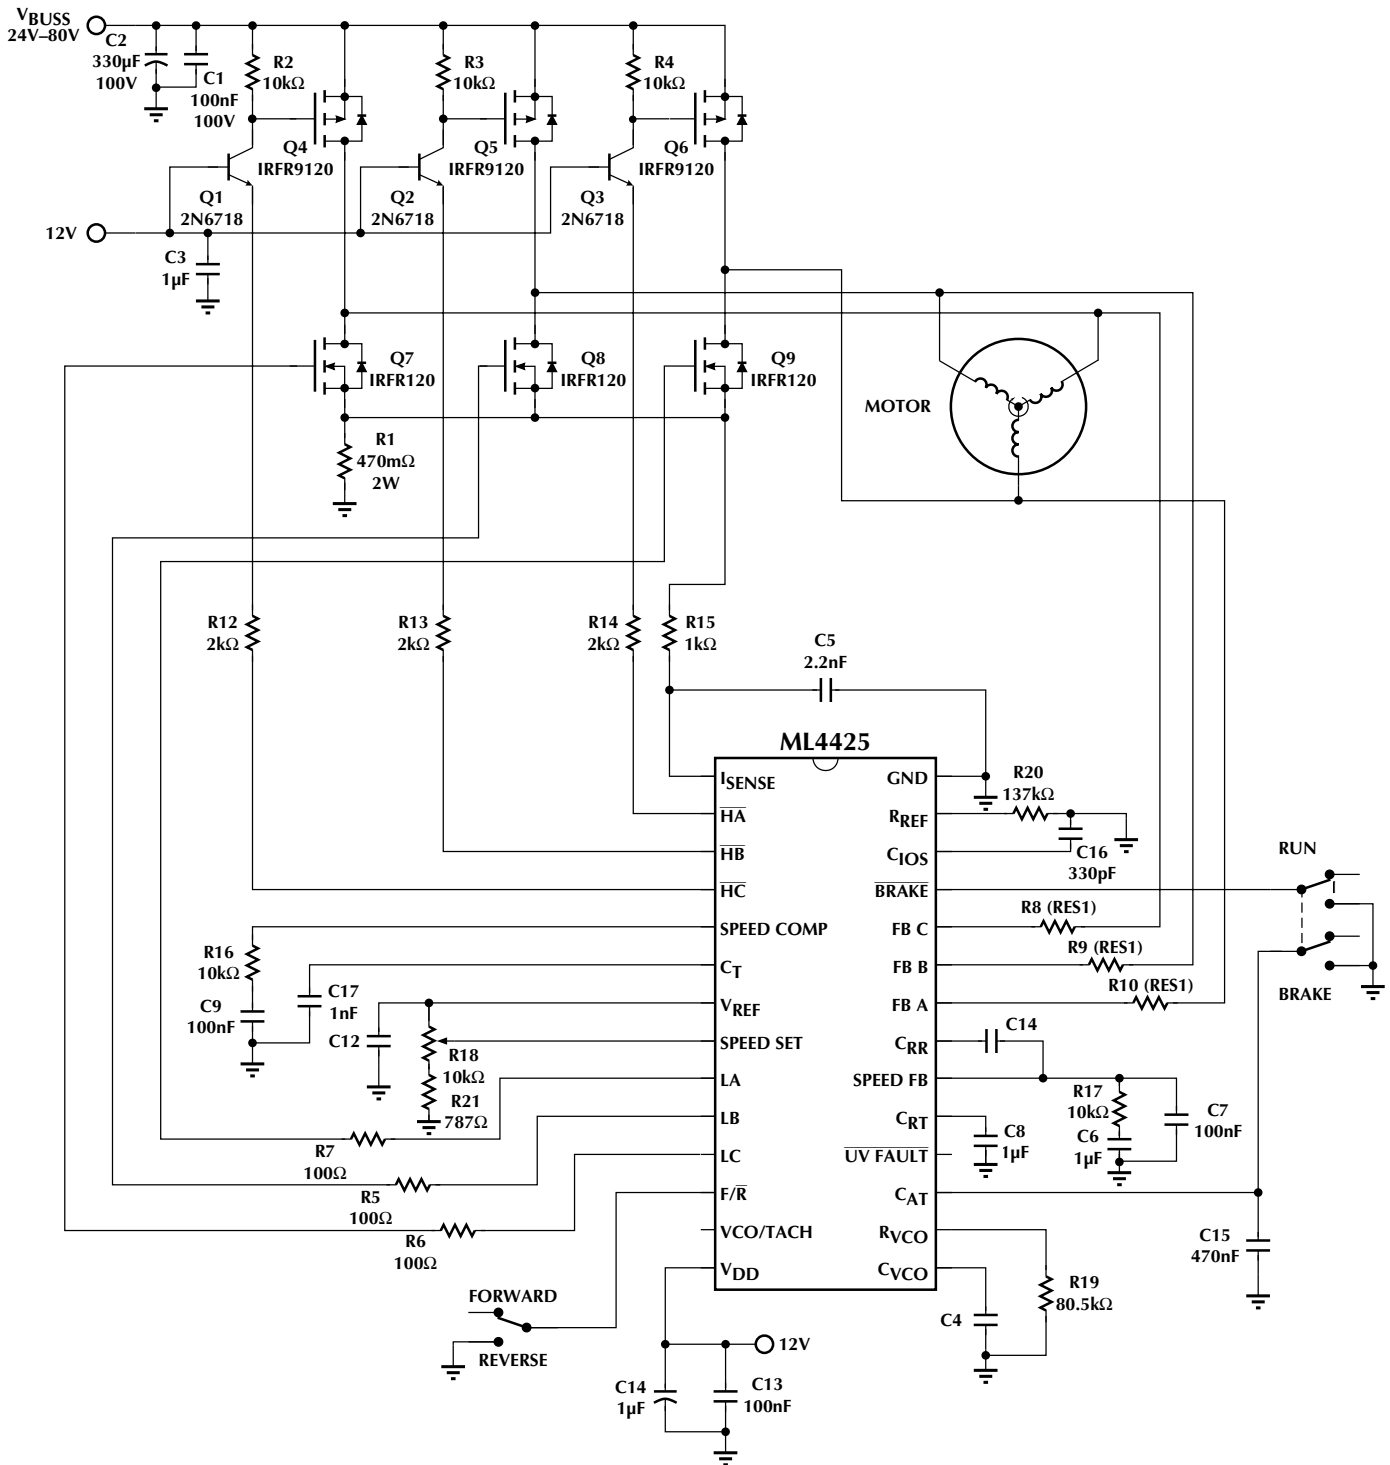 VBUSS
24V–80V
C2
330µF
100V
C1
100nF
100V
R2
10kΩ
R3
10kΩ
R4
10kΩ
Q4
IRFR9120
Q5
IRFR9120
Q6
IRFR9120
Q1
2N6718
Q2
2N6718
Q3
2N6718
12V
C3
1µF
Q7
IRFR120
Q8
IRFR120
Q9
IRFR120
MOTOR
R1
470mΩ
2W
R12
2kΩ
R13
2kΩ
R14
2kΩ
R15
1kΩ
C5
2.2nF
ML4425
ISENSE
HA
HB
HC
SPEED COMP
CT
VREF
SPEED SET
LA
LB
LC
F/R
VCO/TACH
VDD
GND
RREF
CIOS
BRAKE
FB C
FB B
FB A
CRR
SPEED FB
CRT
UV FAULT
CAT
RVCO
CVCO
R20
137kΩ
C16
330pF
RUN
BRAKE
R8 (RES1)
R9 (RES1)
R10 (RES1)
R16
10kΩ
C9
100nF
C17
1nF
C12
R18
10kΩ
R21
787Ω
C14
R17
10kΩ
C6
1µF
C7
100nF
C8
1µF
R7
100Ω
R5
100Ω
R6
100Ω
C15
470nF
R19
80.5kΩ
C4
FORWARD
REVERSE
12V
C14
1µF
C13
100nF